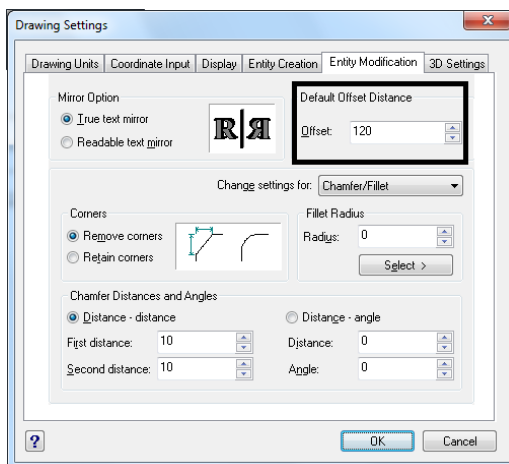 Drawing Settings
Drawing Units Coordinate Input Display Entity Creation Entity Modification 3D Settings
Mirror Option
True text mirror
Readable text mirror
R R
Default Offset Distance
Offset: 120
Change settings for: Chamfer/Fillet
Corners
Remove corners
Retain corners
Fillet Radius
Radius: 0
Select >
Chamfer Distances and Angles
Distance - distance
First distance: 10
Second distance: 10
Distance - angle
Distance: 0
Angle: 0
? OK Cancel